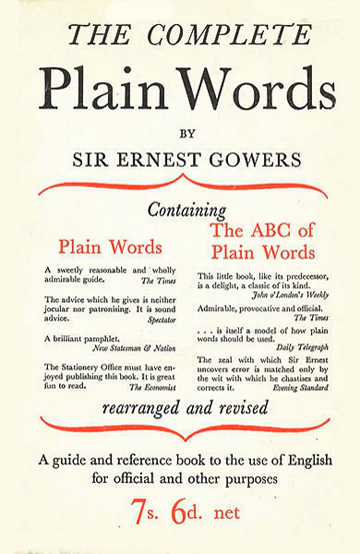 THE COMPLETE
Plain Words
BY
SIR ERNEST GOWERS
Containing
Plain Words
A sweetly reasonable and wholly
admirable guide. The Times
The advice which he gives is neither
jocular nor patronising. It is sound
advice. Spectator
A brilliant pamphlet.
New Statesman & Nation
The Stationery Office must have en-
joyed publishing this book. It is great
fun to read. The Economist
The ABC of
Plain Words
This little book, like its predecessor,
is a delight, a classic of its kind.
John o'London's Weekly
Admirable, provocative and official.
The Times
. . . is itself a model of how plain
words should be used.
Daily Telegraph
The zeal with which Sir Ernest
uncovers error is matched only by
the wit with which he chastises and
corrects it. Evening Standard
rearranged and revised
A guide and reference book to the use of English
for official and other purposes
7s. 6d. net